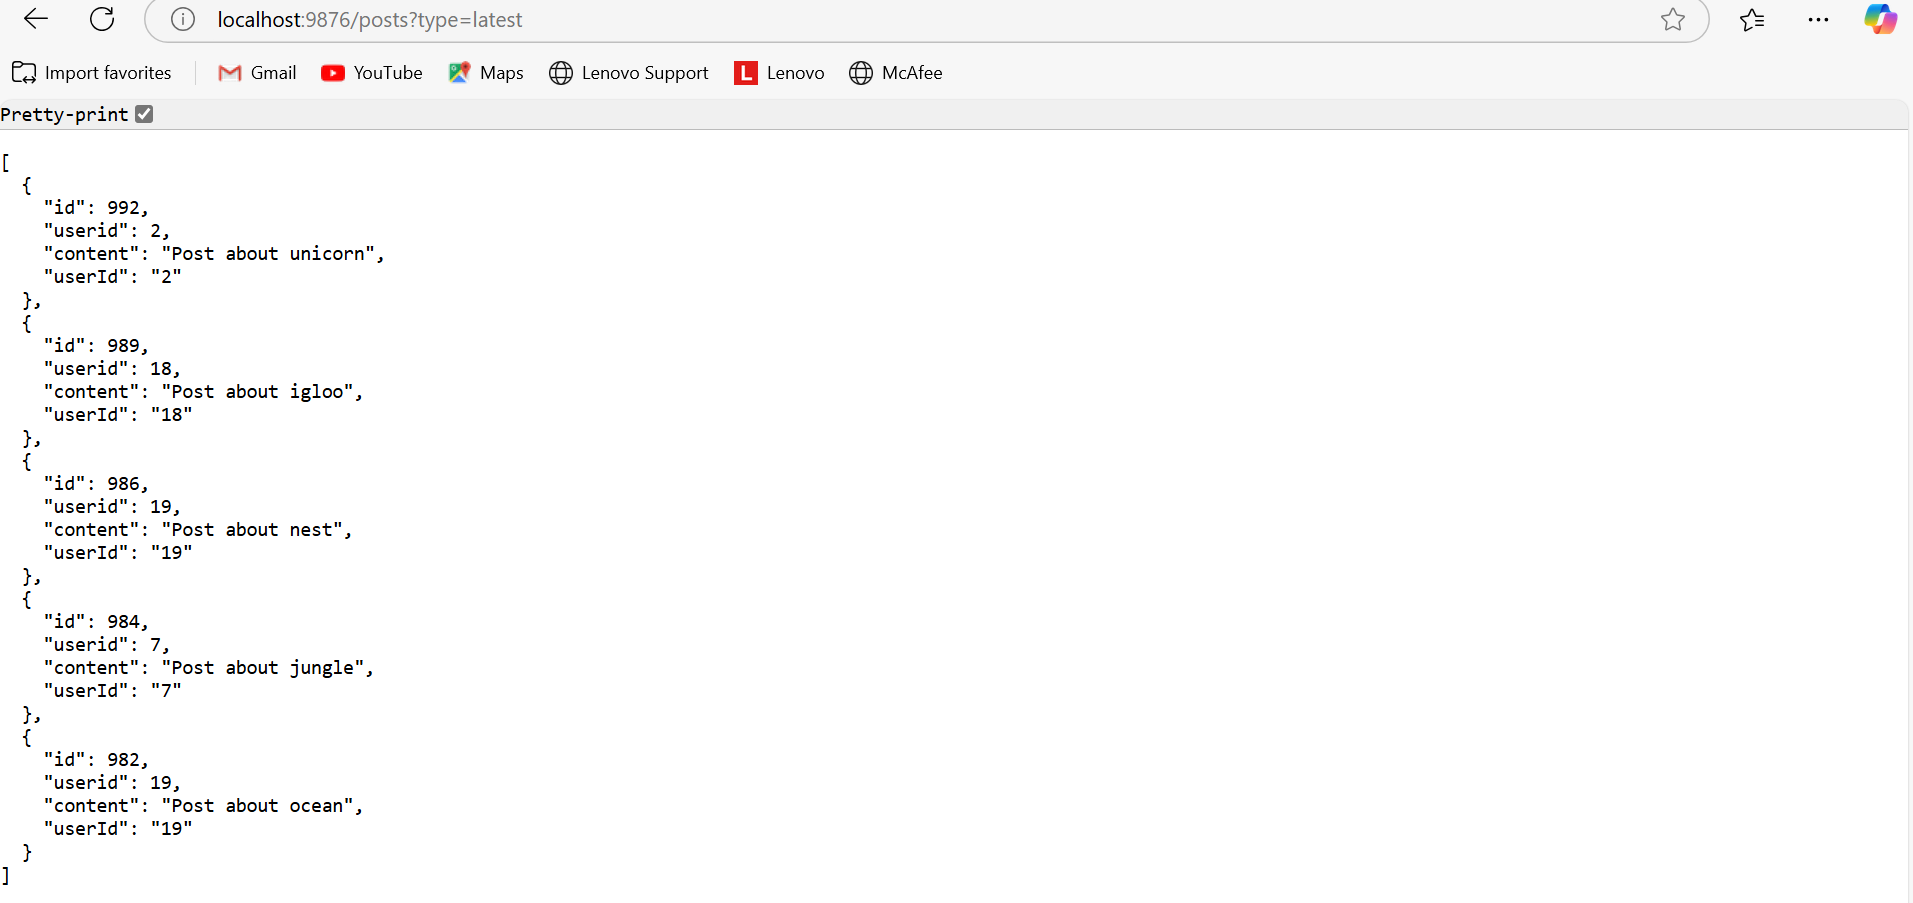 localhost:9876/posts?type=latest
Import favorites Gmail YouTube Maps Lenovo Support L Lenovo McAfee
Pretty-print
[
  {
    "id": 992,
    "userid": 2,
    "content": "Post about unicorn",
    "userId": "2"
  },
  {
    "id": 989,
    "userid": 18,
    "content": "Post about igloo",
    "userId": "18"
  },
  {
    "id": 986,
    "userid": 19,
    "content": "Post about nest",
    "userId": "19"
  },
  {
    "id": 984,
    "userid": 7,
    "content": "Post about jungle",
    "userId": "7"
  },
  {
    "id": 982,
    "userid": 19,
    "content": "Post about ocean",
    "userId": "19"
  }
]